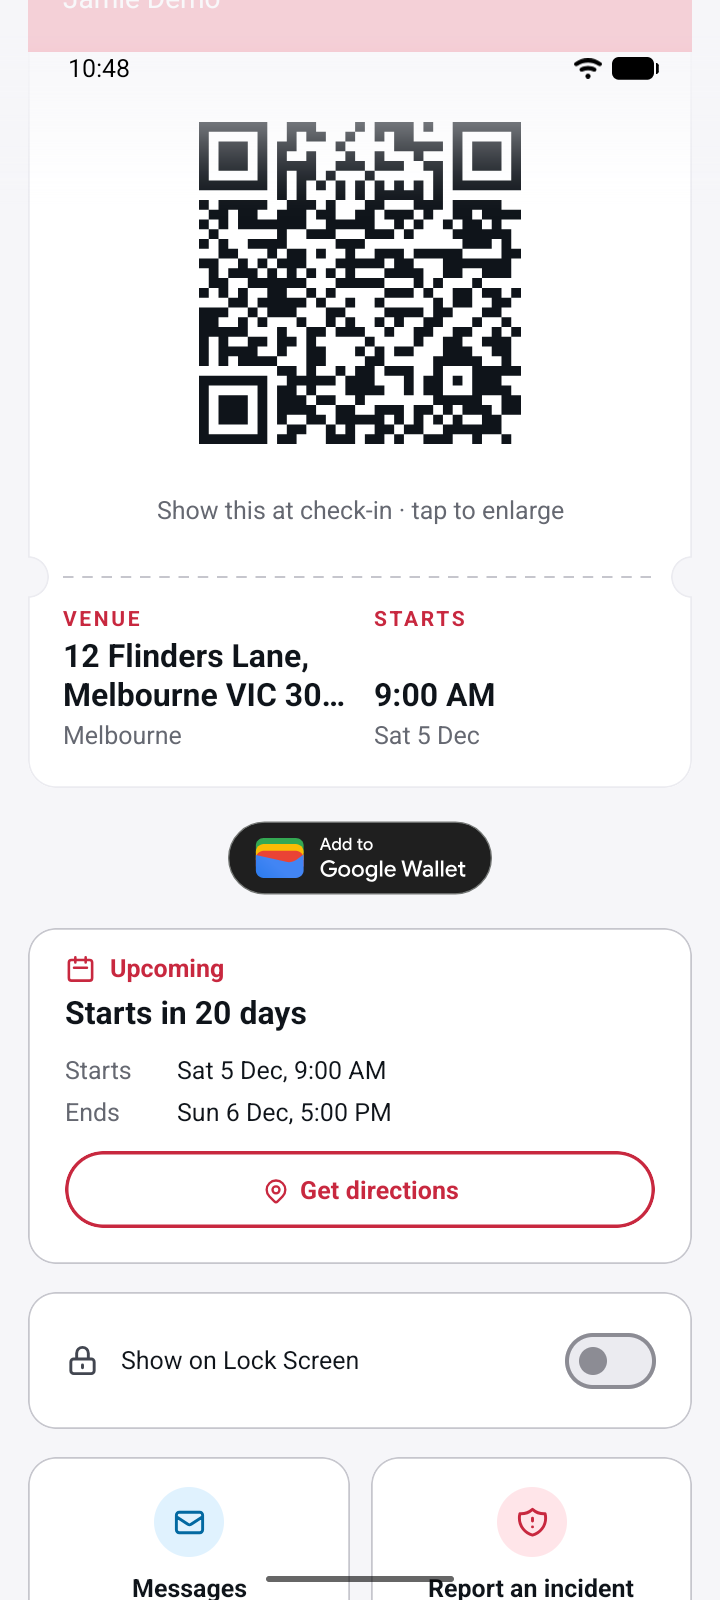 Jamie Demo
10:48
Show this at check-in · tap to enlarge
VENUE
12 Flinders Lane,
Melbourne VIC 30…
Melbourne
STARTS
9:00 AM
Sat 5 Dec
Add to
Google Wallet
Upcoming
Starts in 20 days
Starts Sat 5 Dec, 9:00 AM
Ends Sun 6 Dec, 5:00 PM
Get directions
Show on Lock Screen
Messages
Report an incident